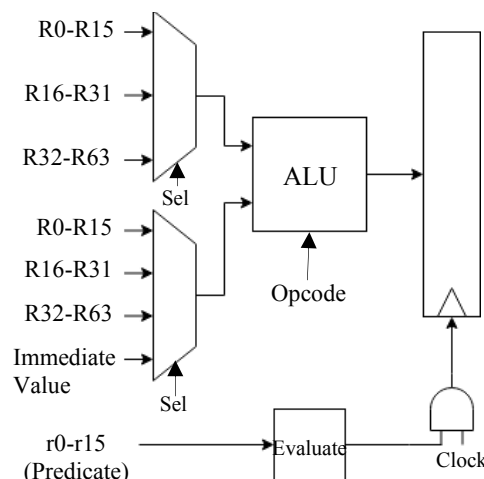 R0-R15
R16-R31
R32-R63
Sel
ALU
R0-R15
R16-R31
R32-R63
Immediate
Value
Sel
Opcode
r0-r15
(Predicate)
Evaluate
Clock